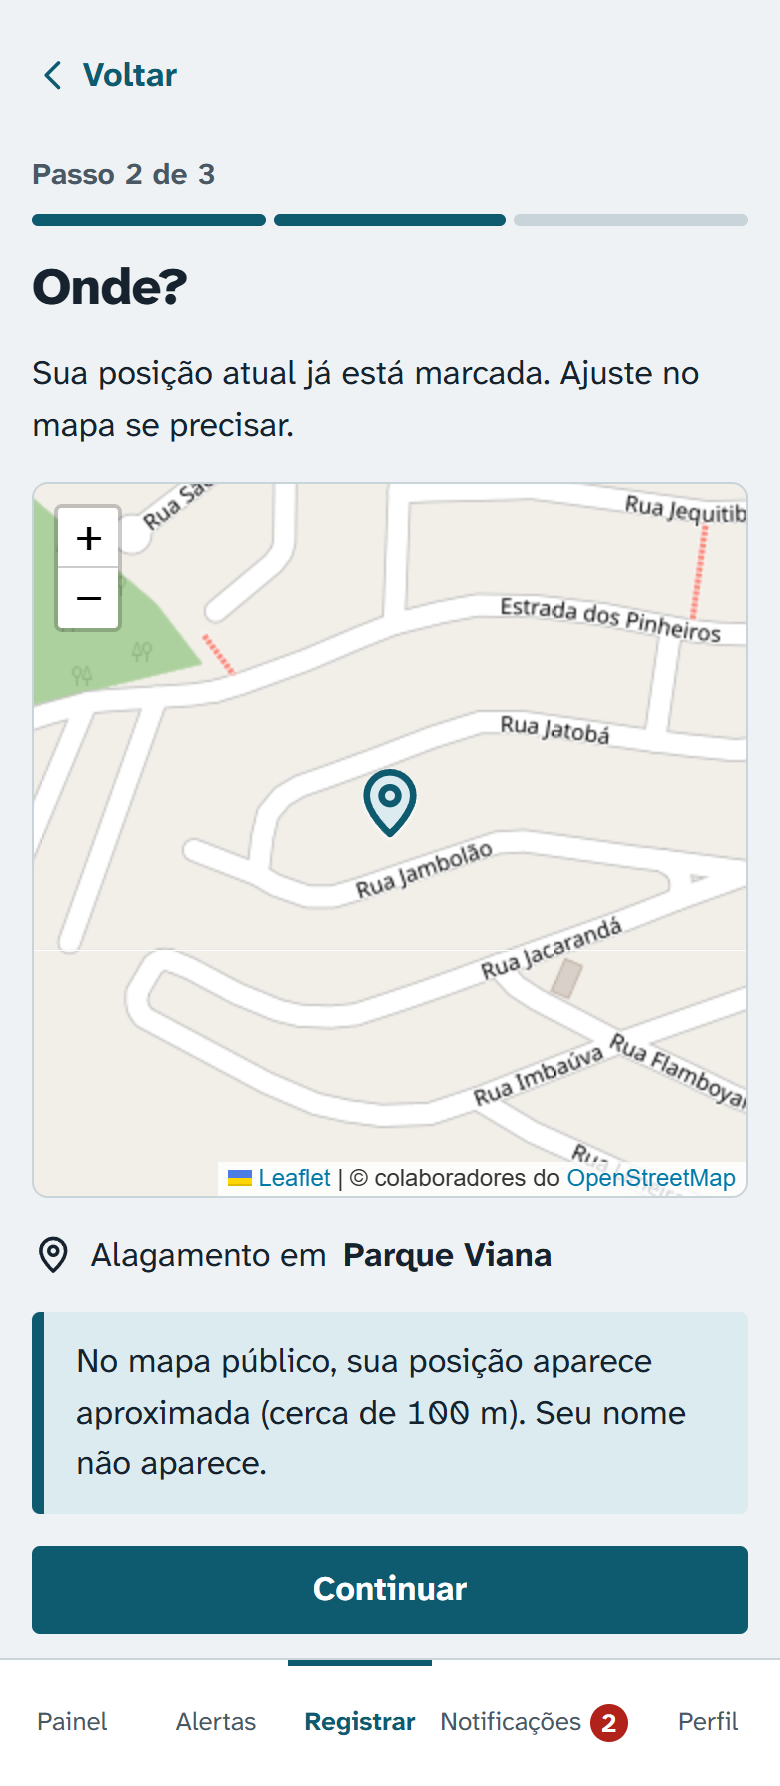 Voltar
Passo 2 de 3
Onde?
Sua posição atual já está marcada. Ajuste no
mapa se precisar.
+
−
Rua
Rua Jequitib
Estrada dos Pinheiros
Rua Jatobá
Rua Jambolão
Rua Jacarandá
Rua Imbaúva
Rua Flamboya
Rua
Leaflet | © colaboradores do OpenStreetMap
Alagamento em Parque Viana
No mapa público, sua posição aparece
aproximada (cerca de 100 m). Seu nome
não aparece.
Continuar
Painel
Alertas
Registrar
Notificações 2
Perfil